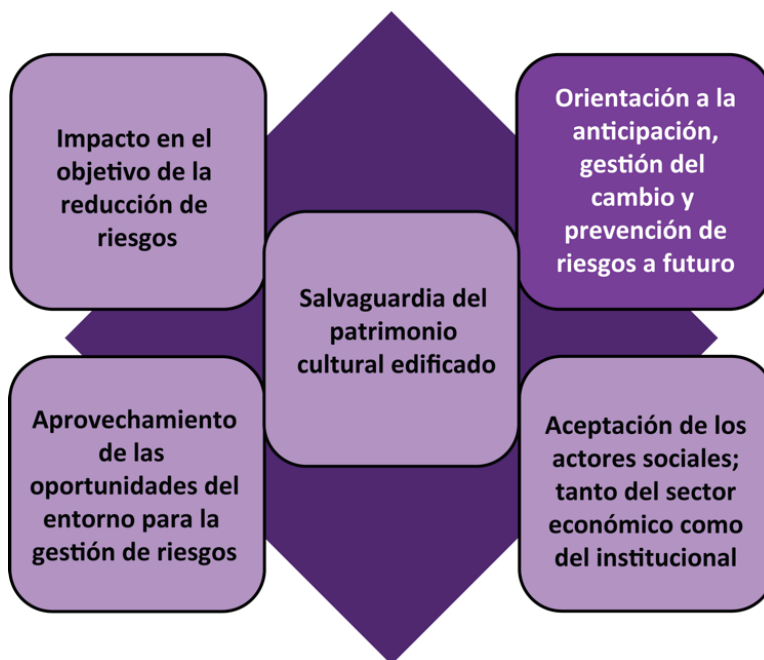 Impacto en el
objetivo de la
reducción de
riesgos
Orientación a la
anticipación,
gestión del
cambio y
prevención de
riesgos a futuro
Salvaguardia del
patrimonio
cultural edificado
Aprovechamiento
de las
oportunidades del
entorno para la
gestión de riesgos
Aceptación de los
actores sociales;
tanto del sector
económico como
del institucional